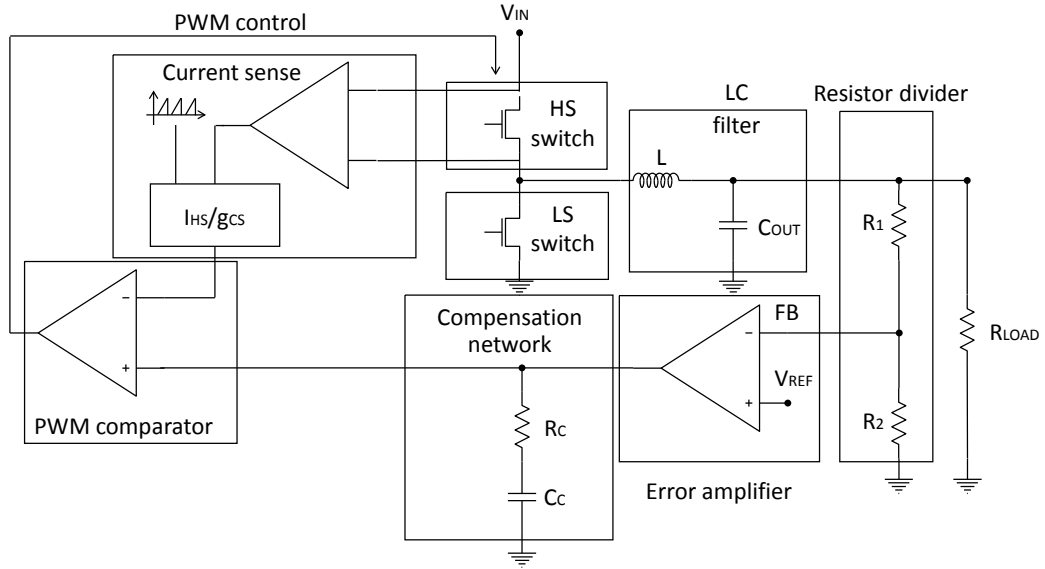 VIN
PWM control
Current sense
HS
switch
LC
filter
Resistor divider
L
IHS/gCS
LS
switch
COUT
R1
−
+
PWM comparator
Compensation
network
FB
−
VREF
+
RLOAD
RC
R2
CC
Error amplifier